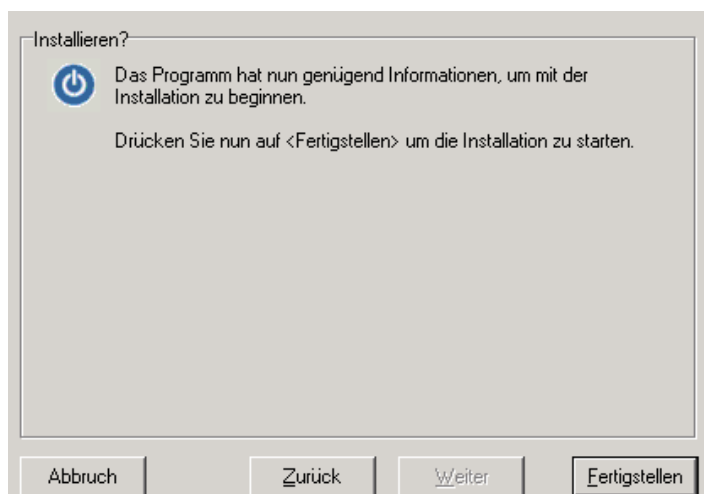 Installieren?
Das Programm hat nun genügend Informationen, um mit der
Installation zu beginnen.
Drücken Sie nun auf <Fertigstellen> um die Installation zu starten.
Abbruch Zurück Weiter Fertigstellen